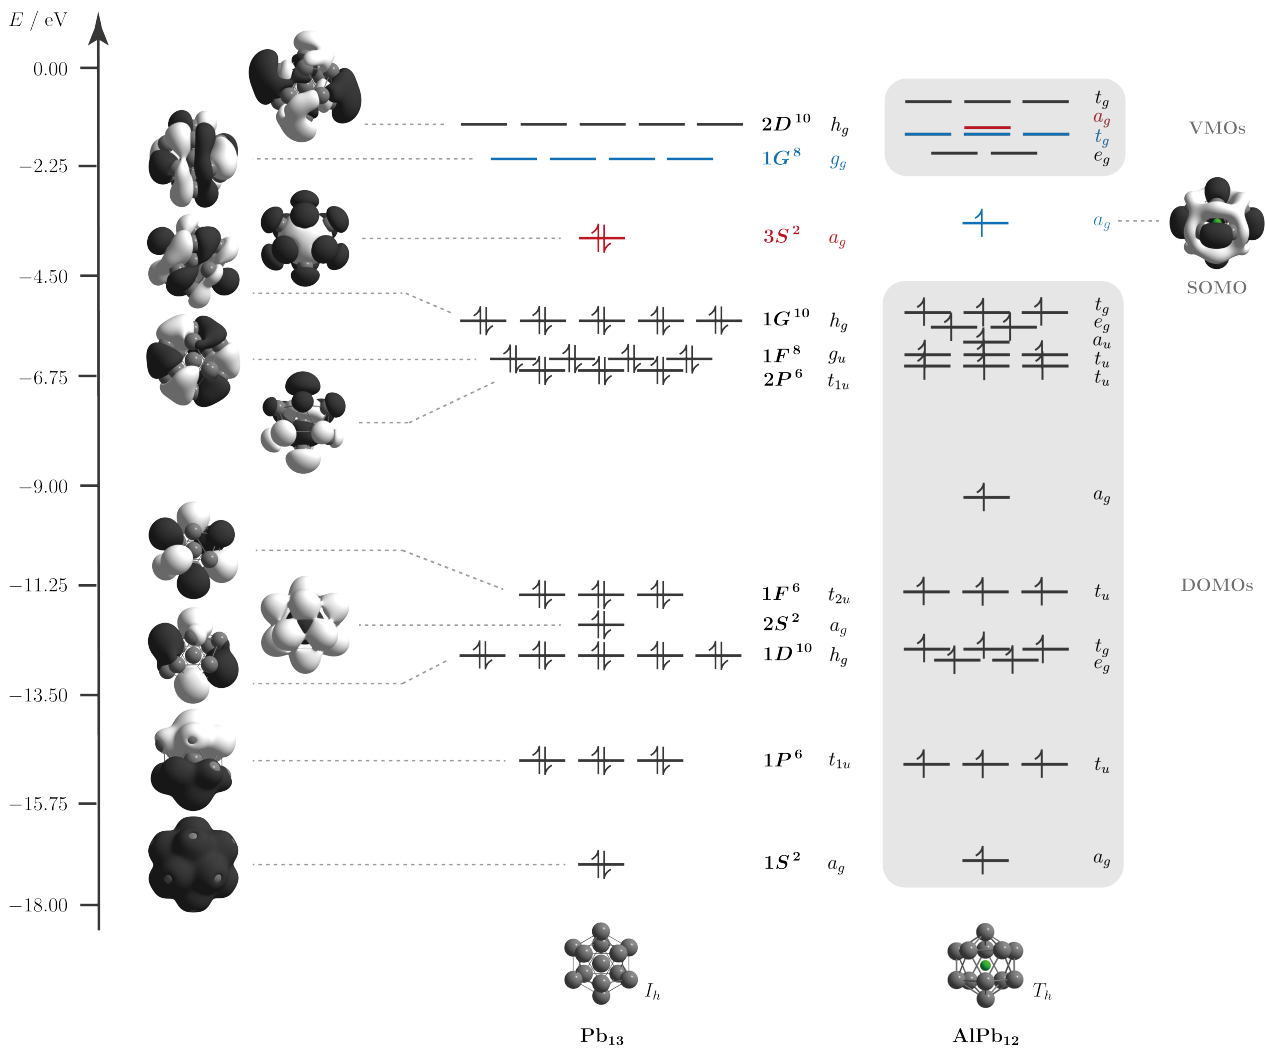 E / eV
0.00
−2.25
−4.50
−6.75
−9.00
−11.25
−13.50
−15.75
−18.00
2D¹⁰ h_g
1G⁸ g_g
3S² a_g
1G¹⁰ h_g
1F⁸ g_u
2P⁶ t_1u
1F⁶ t_2u
2S² a_g
1D¹⁰ h_g
1P⁶ t_1u
1S² a_g
t_g
a_g
t_g
e_g
a_g
t_g
e_g
a_u
t_u
t_u
a_g
t_u
t_g
e_g
t_u
a_g
VMOs
SOMO
DOMOs
I_h
T_h
Pb₁₃
AlPb₁₂